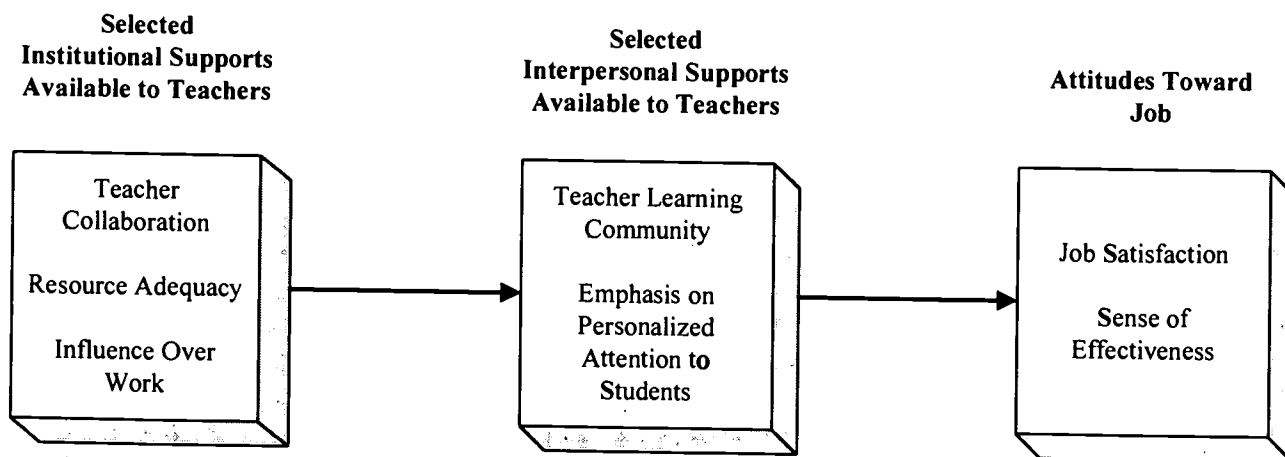 Selected
Institutional Supports
Available to Teachers
Teacher
Collaboration
Resource Adequacy
Influence Over
Work
Selected
Interpersonal Supports
Available to Teachers
Teacher Learning
Community
Emphasis on
Personalized
Attention to
Students
Attitudes Toward
Job
Job Satisfaction
Sense of
Effectiveness